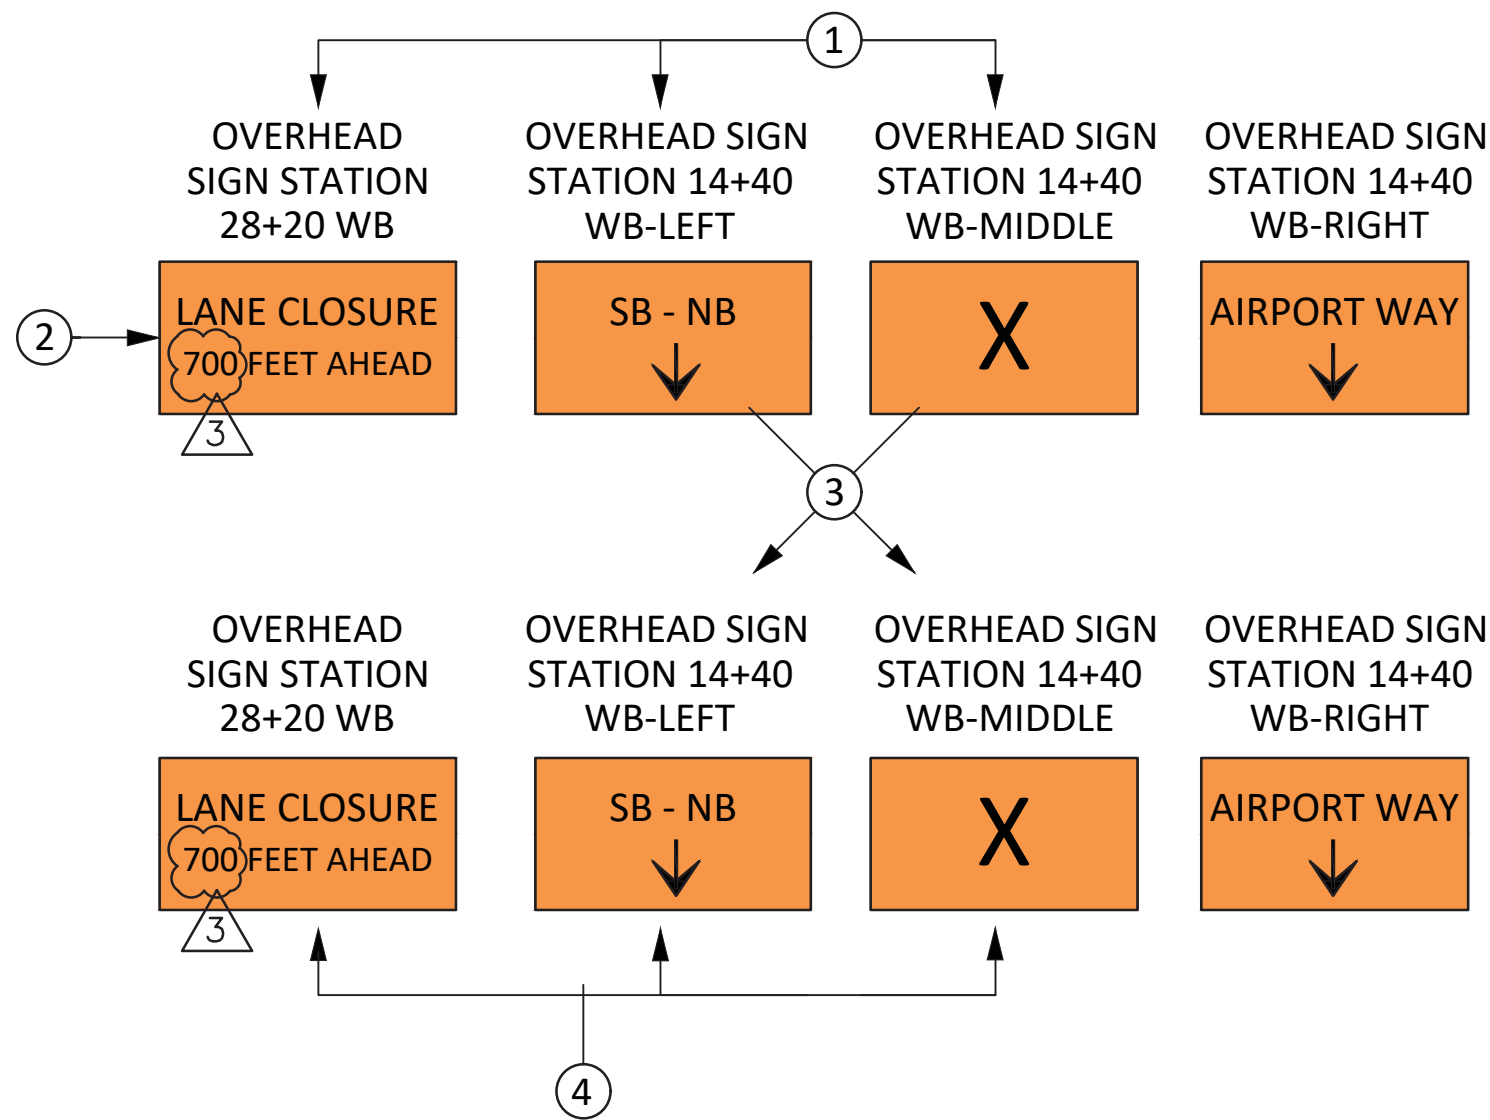 1
OVERHEAD
SIGN STATION
28+20 WB
OVERHEAD SIGN
STATION 14+40
WB-LEFT
OVERHEAD SIGN
STATION 14+40
WB-MIDDLE
OVERHEAD SIGN
STATION 14+40
WB-RIGHT
2
LANE CLOSURE
700 FEET AHEAD
3
SB - NB
X
AIRPORT WAY
3
OVERHEAD
SIGN STATION
28+20 WB
OVERHEAD SIGN
STATION 14+40
WB-LEFT
OVERHEAD SIGN
STATION 14+40
WB-MIDDLE
OVERHEAD SIGN
STATION 14+40
WB-RIGHT
LANE CLOSURE
700 FEET AHEAD
3
SB - NB
X
AIRPORT WAY
4